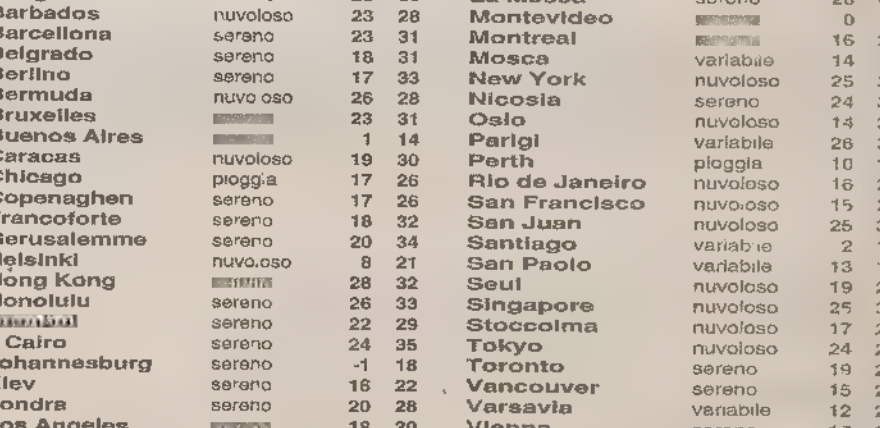 Barbados nuvoloso 23 28
Barcellona sereno 23 31
Belgrado sereno 18 31
Berlino sereno 17 33
Bermuda nuvoloso 26 28
Bruxelles 23 31
Buenos Aires 1 14
Caracas nuvoloso 19 30
Chicago pioggia 17 26
Copenaghen sereno 17 26
Francoforte sereno 18 32
Gerusalemme sereno 20 34
Helsinki nuvoloso 8 21
Hong Kong 28 32
Honolulu sereno 26 33
sereno 22 29
Cairo sereno 24 35
Johannesburg sereno -1 18
Kiev sereno 16 22
Londra sereno 20 28
Los Angeles 18 30
Montevideo 0
Montreal 16
Mosca variabile 14
New York nuvoloso 25
Nicosia sereno 24
Oslo nuvoloso 14
Parigi variabile 26
Perth pioggia 10
Rio de Janeiro nuvoloso 16
San Francisco nuvoloso 15
San Juan nuvoloso 25
Santiago variabile 2
San Paolo variabile 13
Seul nuvoloso 19
Singapore nuvoloso 25
Stoccolma nuvoloso 17
Tokyo nuvoloso 24
Toronto sereno 19
Vancouver sereno 15
Varsavia variabile 12
Vienna